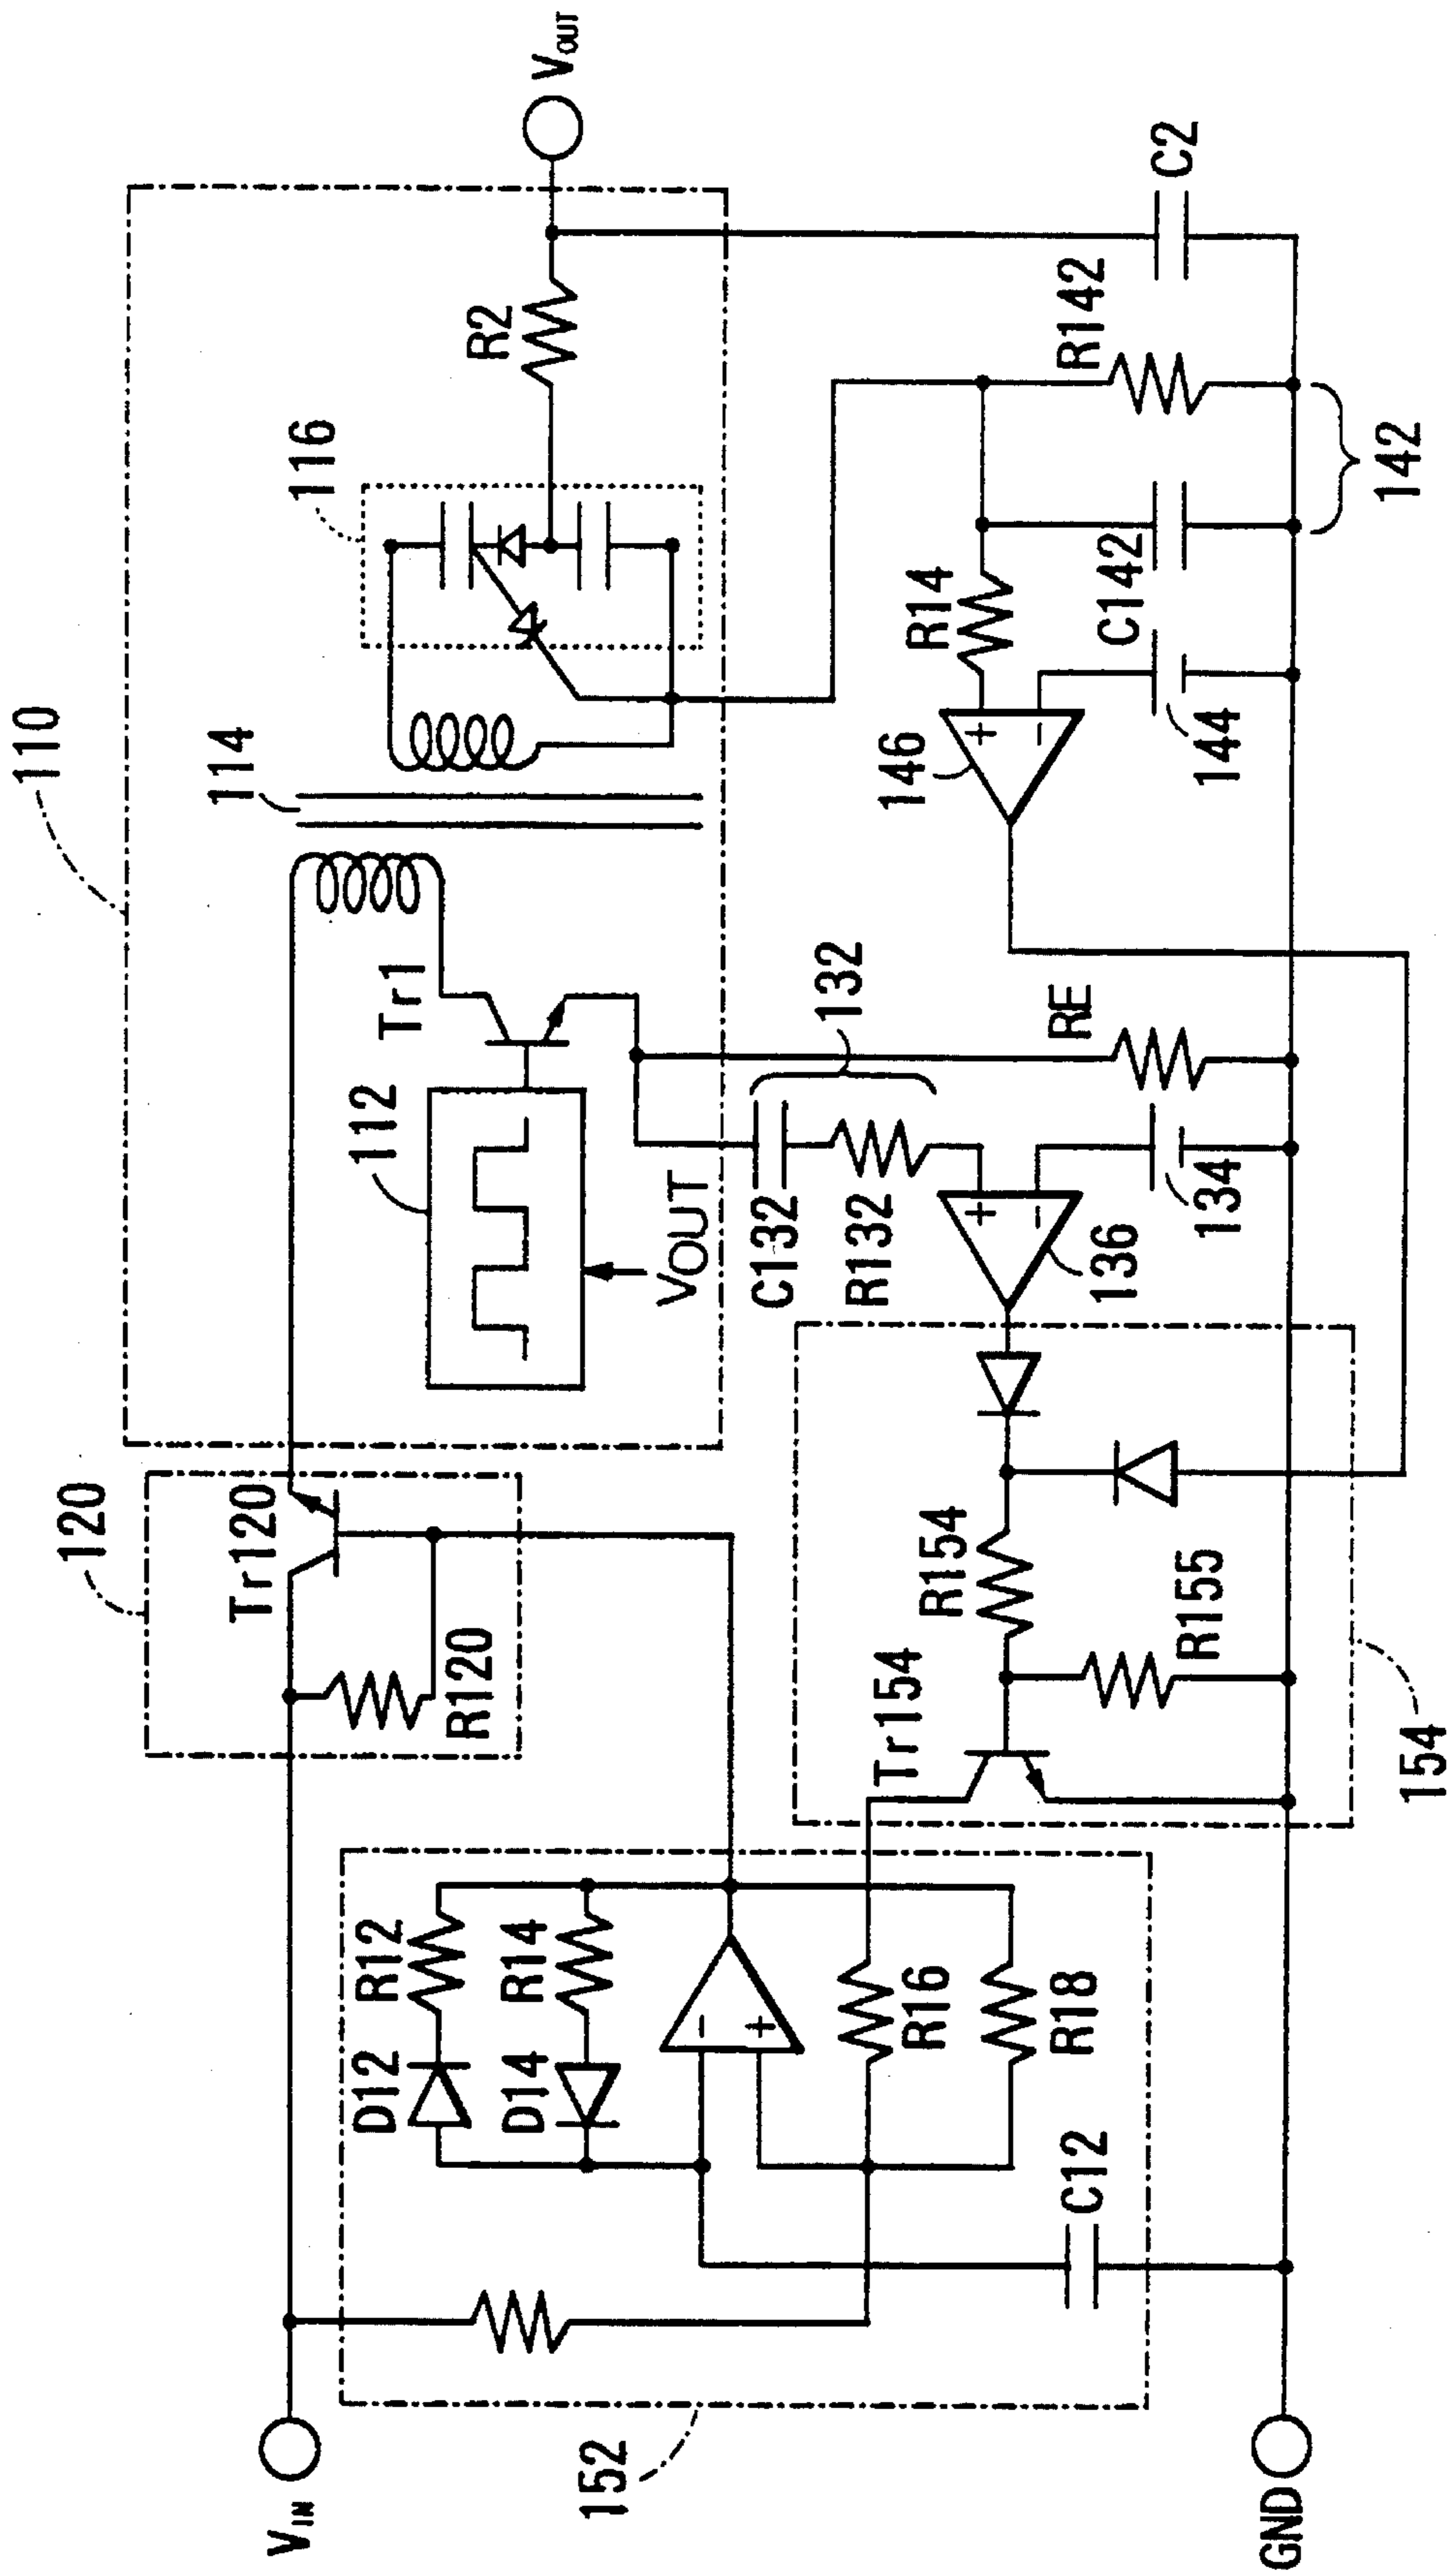 110
114
116
R2
VOUT
120
Tr120
R120
Tr1
112
VOUT
132
C132
R132
RE
146
R14
C142
R142
C2
142
144
136
134
VIN
152
D12
R12
D14
R14
−
+
R16
R18
C12
Tr154
R154
R155
154
+
−
+
−
GND